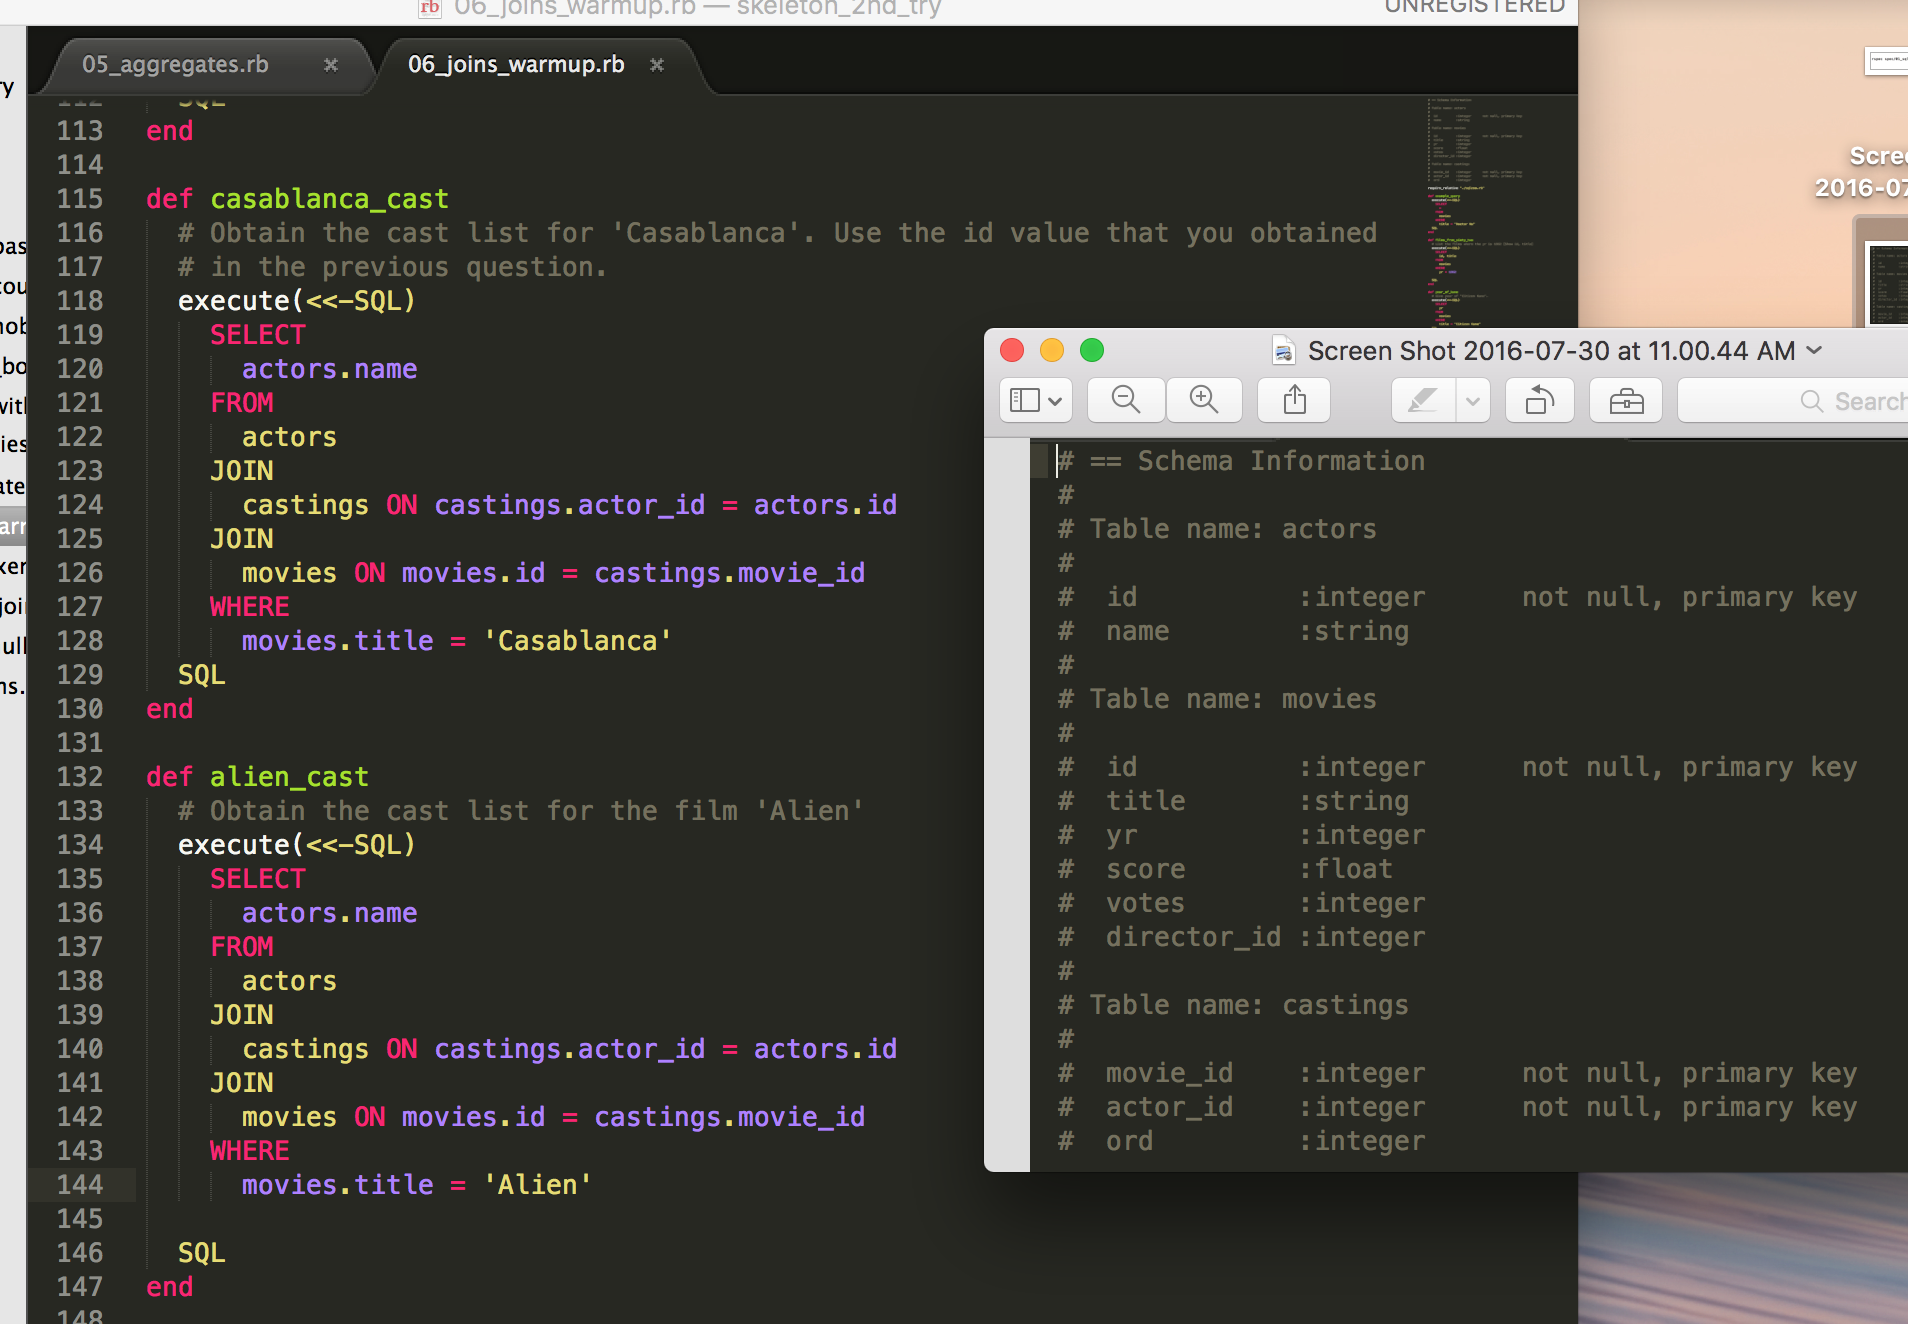 06_joins_warmup.rb — skeleton_2nd_try
UNREGISTERED
05_aggregates.rb
06_joins_warmup.rb
112 SQL
113 end
114
115 def casablanca_cast
116 # Obtain the cast list for 'Casablanca'. Use the id value that you obtained
117 # in the previous question.
118 execute(<<-SQL)
119 SELECT
120 actors.name
121 FROM
122 actors
123 JOIN
124 castings ON castings.actor_id = actors.id
125 JOIN
126 movies ON movies.id = castings.movie_id
127 WHERE
128 movies.title = 'Casablanca'
129 SQL
130 end
131
132 def alien_cast
133 # Obtain the cast list for the film 'Alien'
134 execute(<<-SQL)
135 SELECT
136 actors.name
137 FROM
138 actors
139 JOIN
140 castings ON castings.actor_id = actors.id
141 JOIN
142 movies ON movies.id = castings.movie_id
143 WHERE
144 movies.title = 'Alien'
145
146 SQL
147 end
148
Scree
2016-07
Screen Shot 2016-07-30 at 11.00.44 AM
Search
# == Schema Information
#
# Table name: actors
#
# id :integer not null, primary key
# name :string
#
# Table name: movies
#
# id :integer not null, primary key
# title :string
# yr :integer
# score :float
# votes :integer
# director_id :integer
#
# Table name: castings
#
# movie_id :integer not null, primary key
# actor_id :integer not null, primary key
# ord :integer